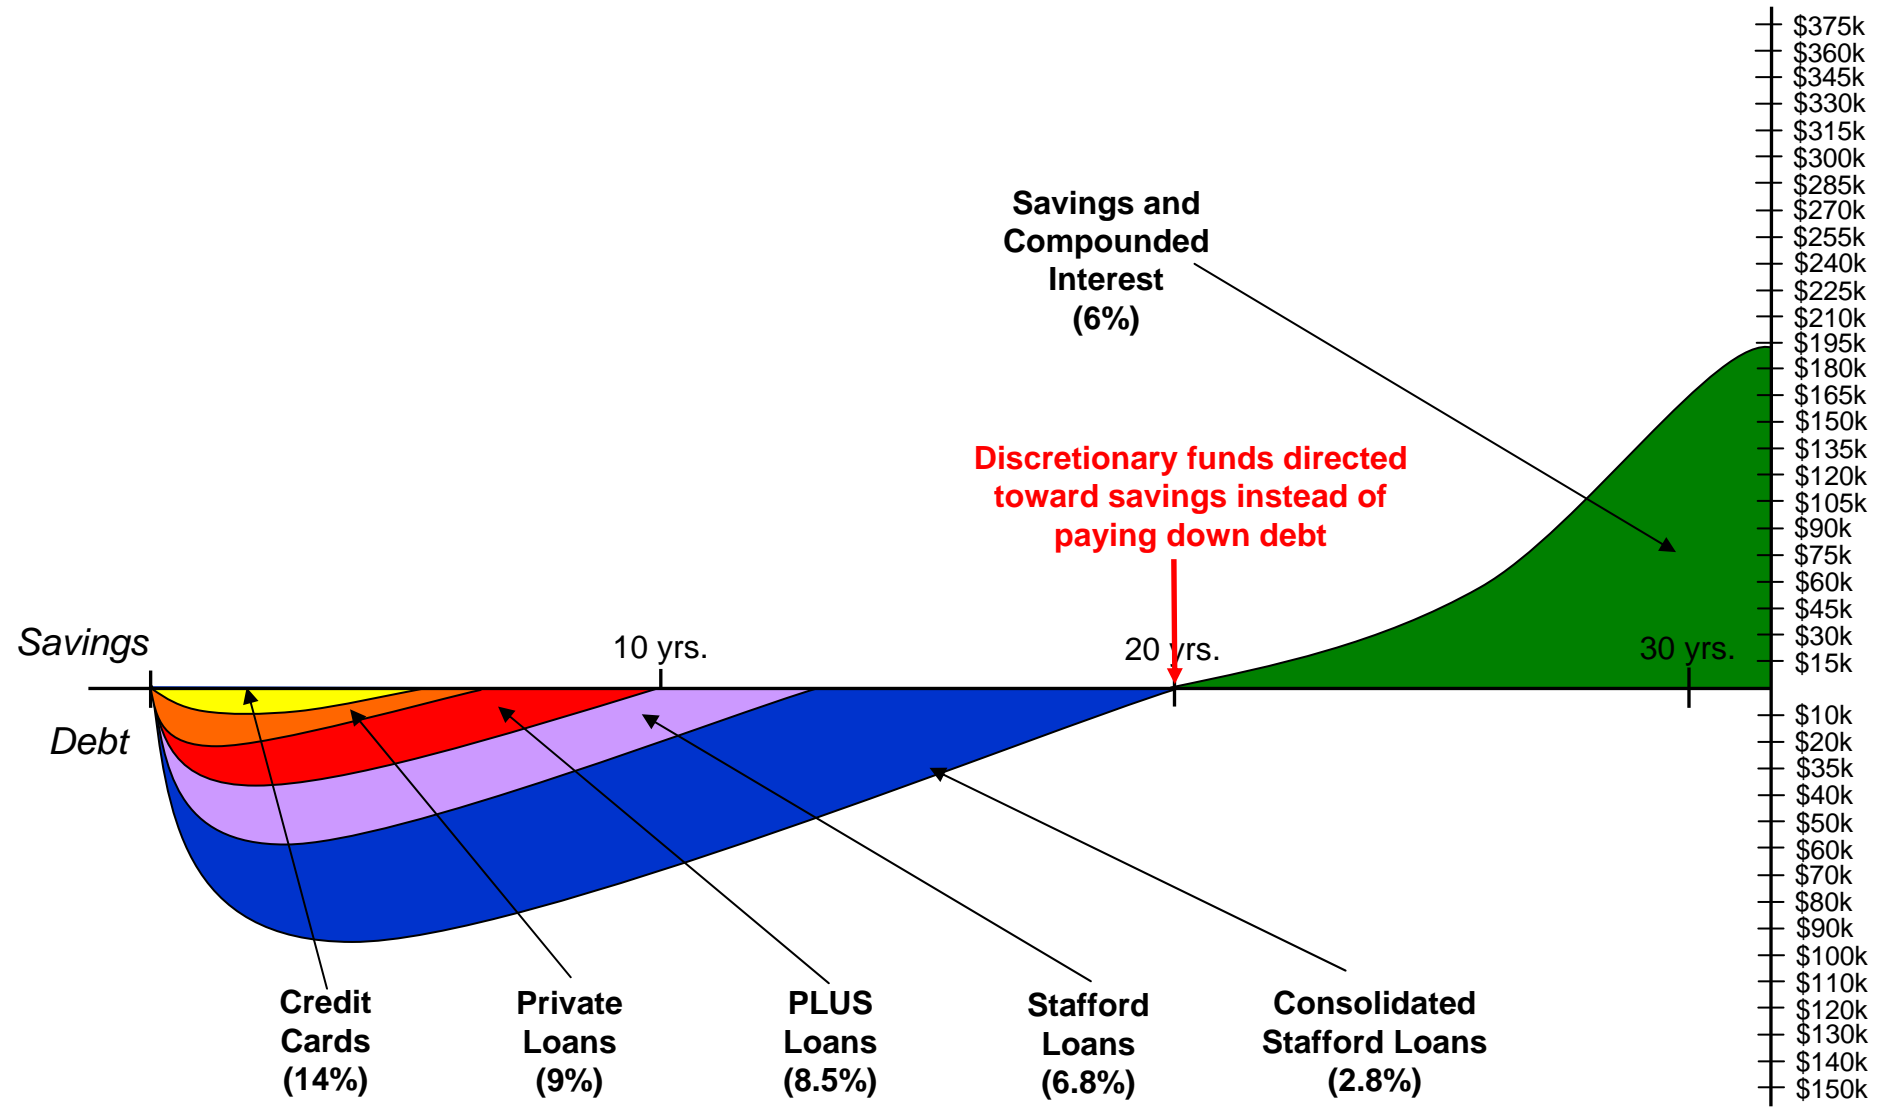 $375k
$360k
$345k
$330k
$315k
$300k
$285k
$270k
$255k
$240k
$225k
$210k
$195k
$180k
$165k
$150k
$135k
$120k
$105k
$90k
$75k
$60k
$45k
$30k
$15k
Savings and
Compounded
Interest
(6%)
Discretionary funds directed
toward savings instead of
paying down debt
Savings
10 yrs.
20 yrs.
30 yrs.
Debt
$10k
$20k
$35k
$40k
$50k
$60k
$70k
$80k
$90k
$100k
$110k
$120k
$130k
$140k
$150k
Credit
Cards
(14%)
Private
Loans
(9%)
PLUS
Loans
(8.5%)
Stafford
Loans
(6.8%)
Consolidated
Stafford Loans
(2.8%)